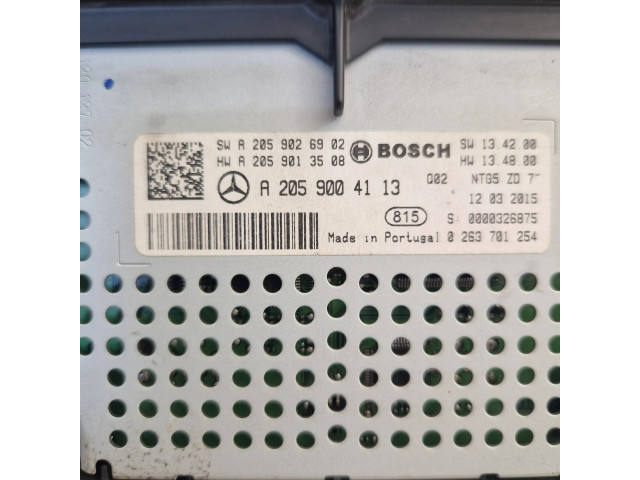 SW A 205 902 69 02
HW A 205 901 35 08
BOSCH
SW 13.42.00
HW 13.48.00
A 205 900 41 13
Q02
NTG5 ZD 7"
12 03 2015
815
S: 0000326875
Made in Portugal
0 263 701 254